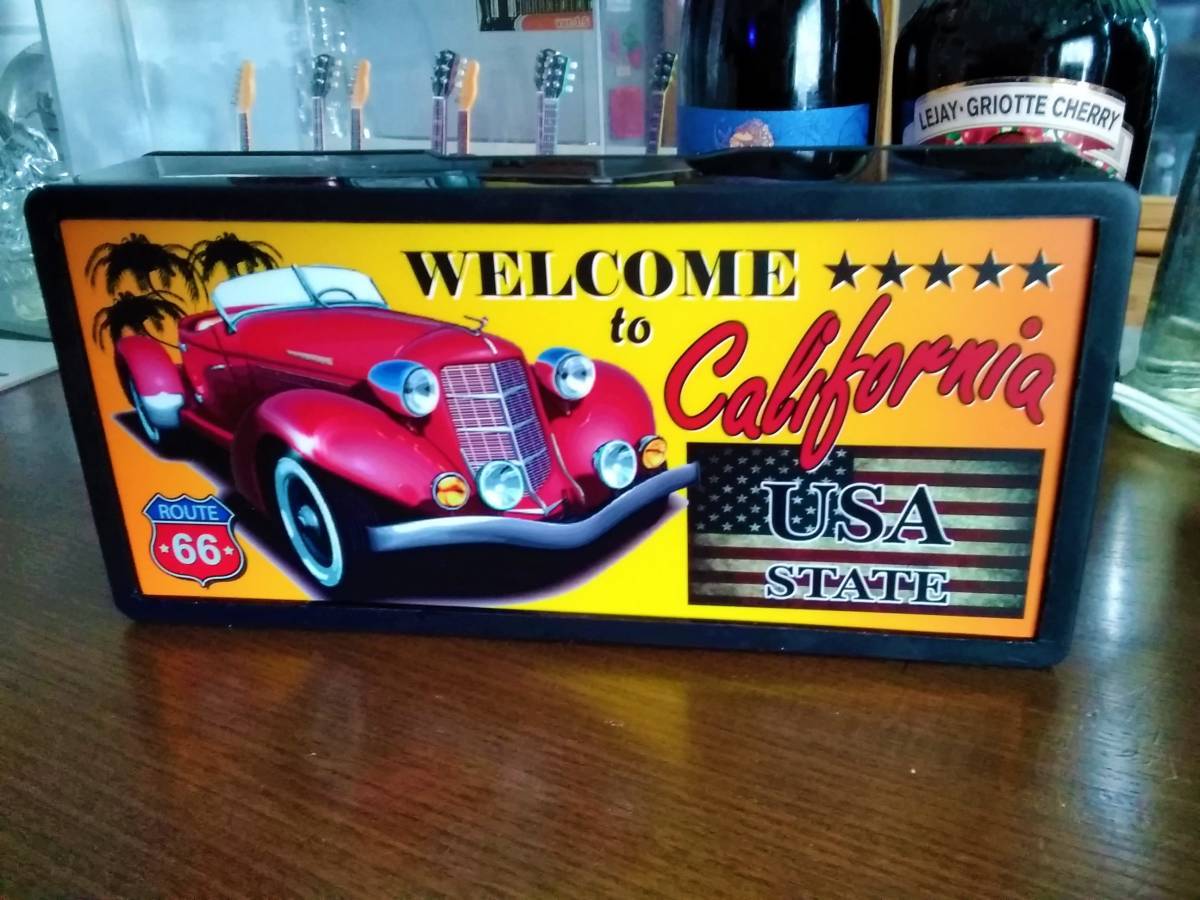 LEJAY·GRIOTTE CHERRY
WELCOME
to
California
USA
STATE
ROUTE
66